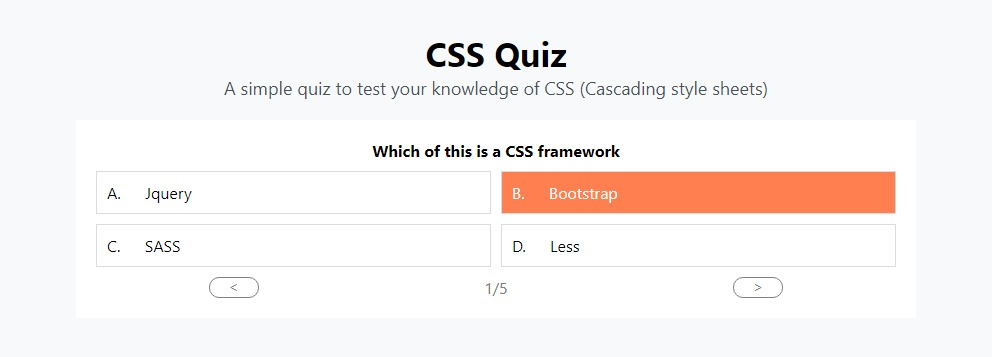 CSS Quiz
A simple quiz to test your knowledge of CSS (Cascading style sheets)
Which of this is a CSS framework
A. Jquery
B. Bootstrap
C. SASS
D. Less
< 1/5 >